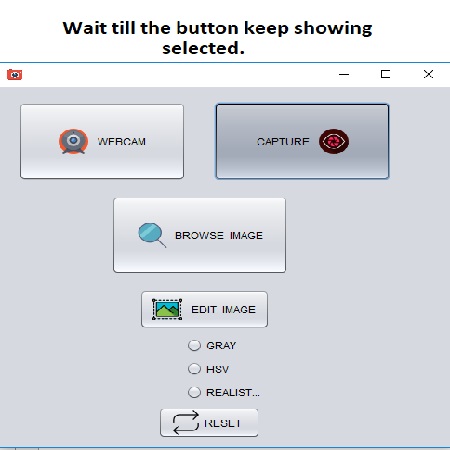 Wait till the button keep showing
selected.
WEBCAM
CAPTURE
BROWSE IMAGE
EDIT IMAGE
GRAY
HSV
REALIST...
RESET